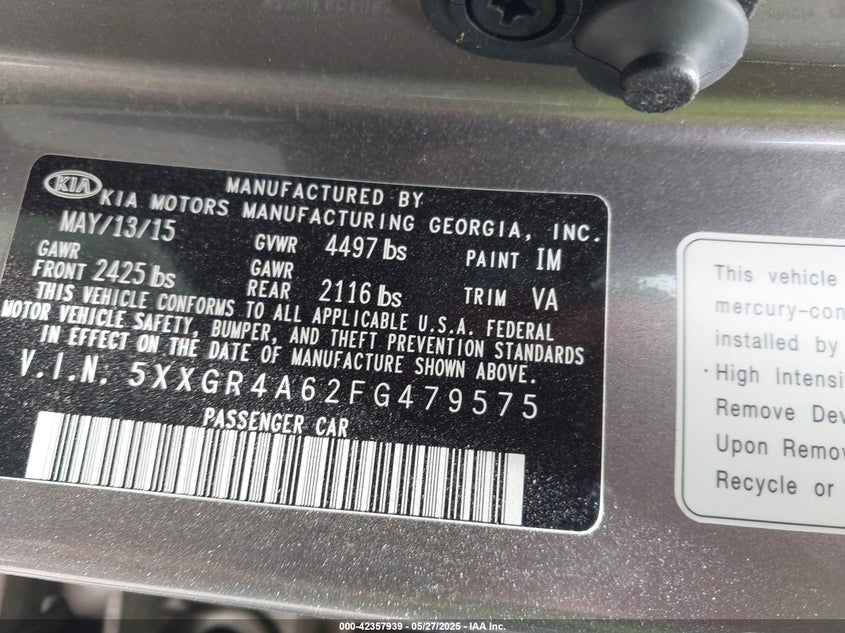 KIA
MANUFACTURED BY
KIA MOTORS MANUFACTURING GEORGIA, INC.
MAY/13/15 GVWR 4497 lbs PAINT IM
GAWR FRONT 2425 lbs GAWR REAR 2116 lbs TRIM VA
THIS VEHICLE CONFORMS TO ALL APPLICABLE U.S.A. FEDERAL
MOTOR VEHICLE SAFETY, BUMPER, AND THEFT PREVENTION STANDARDS
IN EFFECT ON THE DATE OF MANUFACTURE SHOWN ABOVE.
V.I.N. 5XXGR4A62FG479575
PASSENGER CAR
This vehicle
mercury-con
installed by
·High Intensi
Remove Dev
Upon Remov
Recycle or
000-42357939 • 05/27/2025 - IAA Inc.